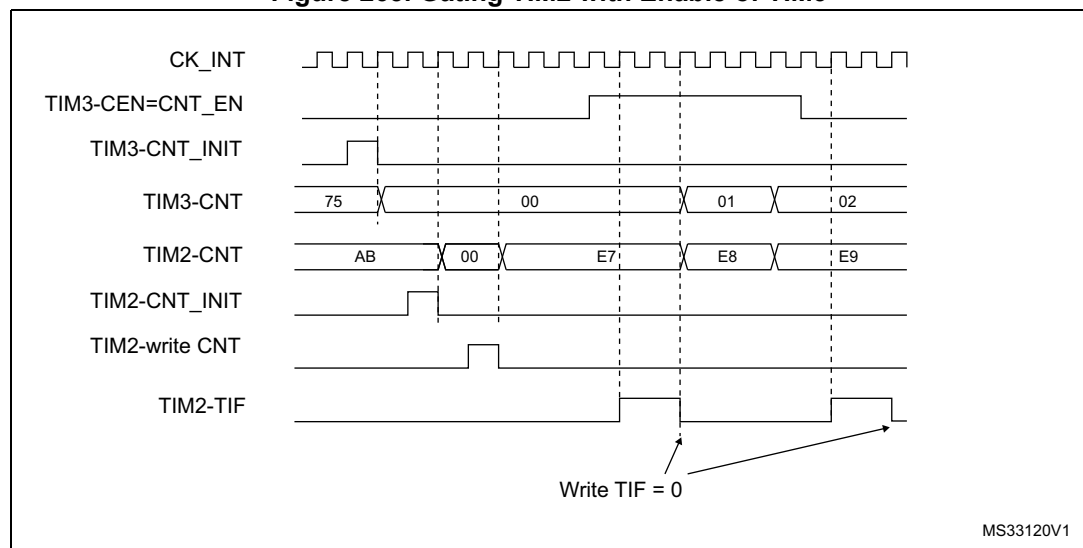 CK_INT
TIM3-CEN=CNT_EN
TIM3-CNT_INIT
TIM3-CNT 75 00 01 02
TIM2-CNT AB 00 E7 E8 E9
TIM2-CNT_INIT
TIM2-write CNT
TIM2-TIF
Write TIF = 0
MS33120V1